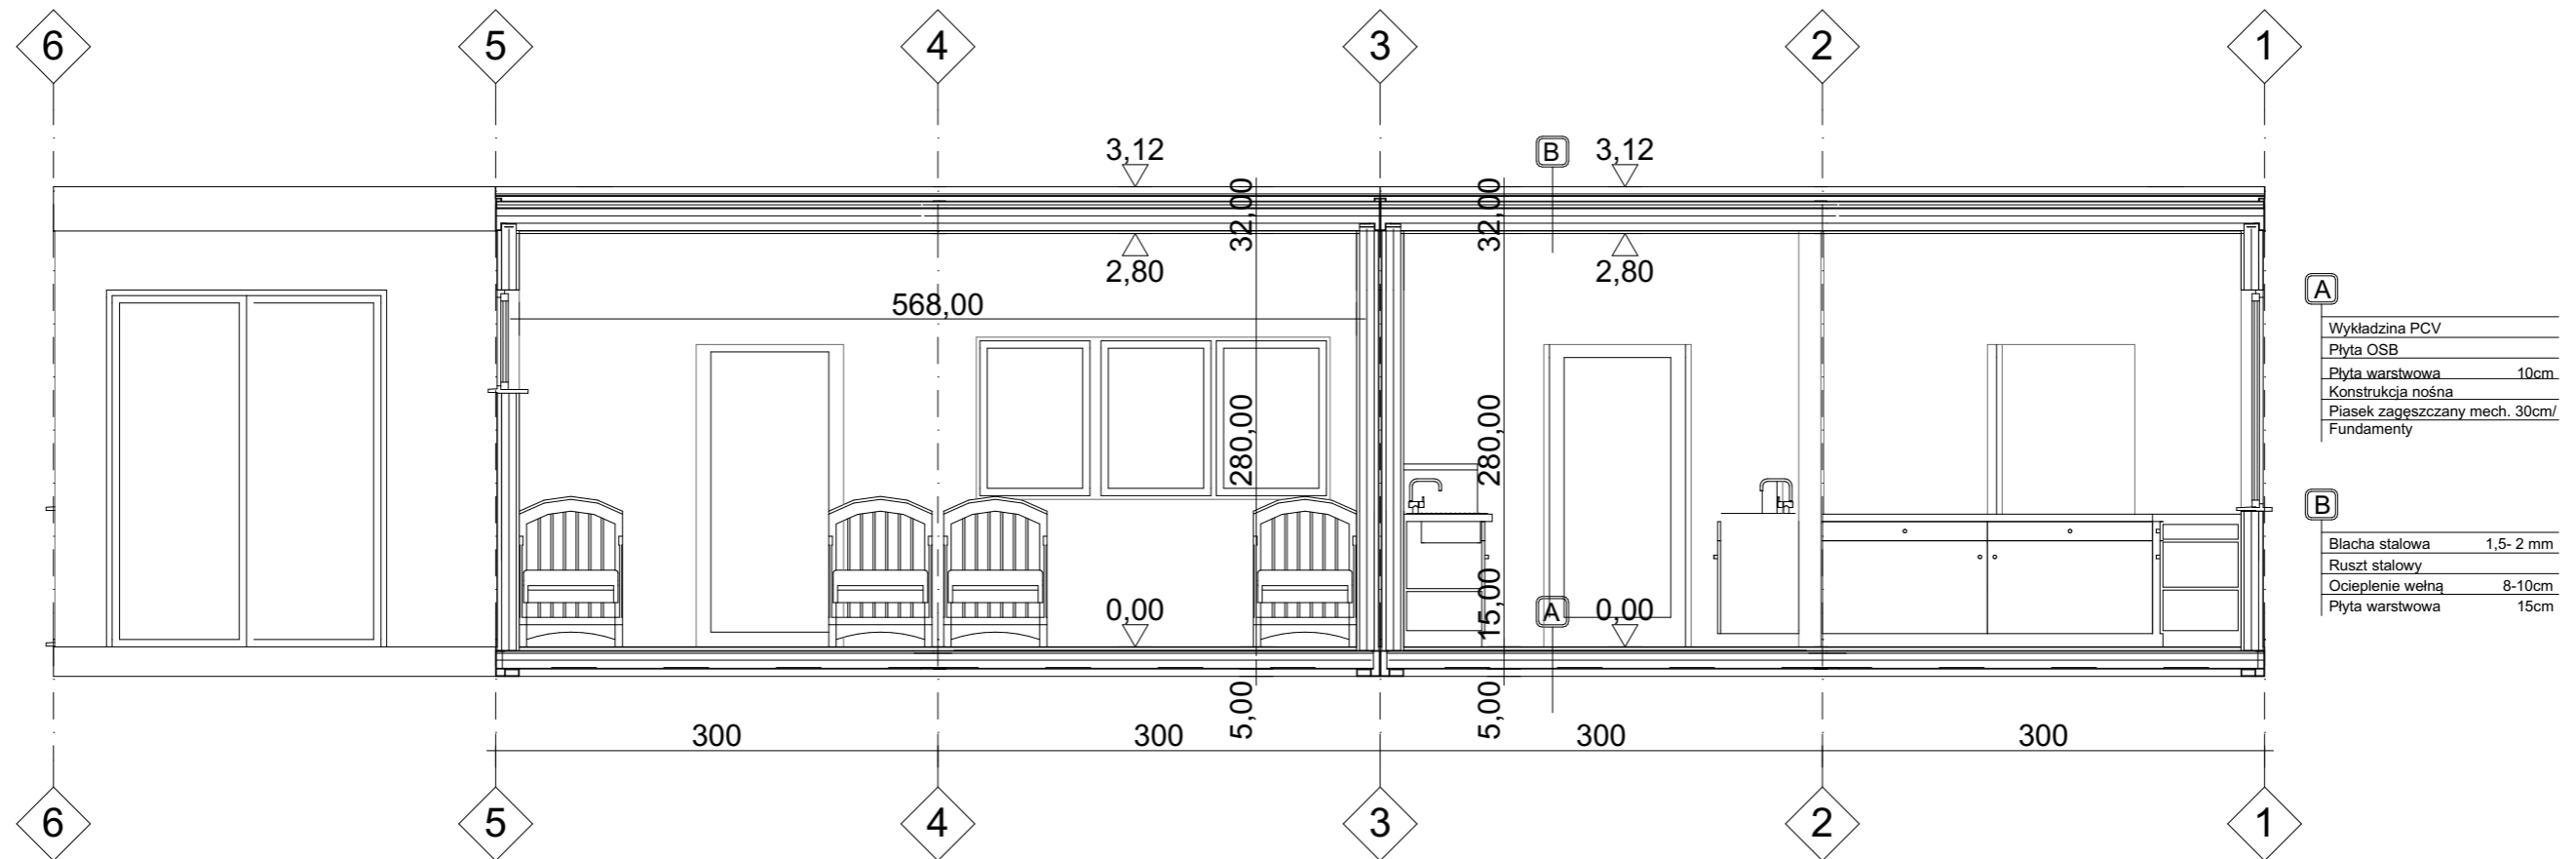 6 5 4 3 2 1
3,12 B 3,12
32,00 32,00
2,80 2,80
568,00
280,00 280,00
15,00
0,00 A 0,00
5,00 5,00
300 300 300 300
6 5 4 3 2 1
A
Wykładzina PCV
Płyta OSB
Płyta warstwowa 10cm
Konstrukcja nośna
Piasek zagęszczany mech. 30cm/
Fundamenty
B
Blacha stalowa 1,5- 2 mm
Ruszt stalowy
Ocieplenie wełną 8-10cm
Płyta warstwowa 15cm